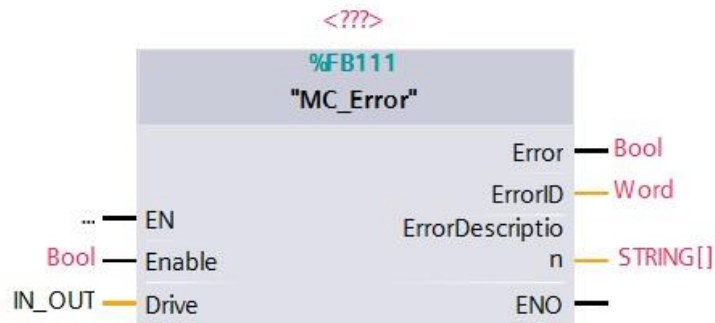 <???>
%FB111
"MC_Error"
Error Bool
ErrorID Word
... EN
ErrorDescriptio
n STRING[]
Bool Enable
IN_OUT Drive
ENO